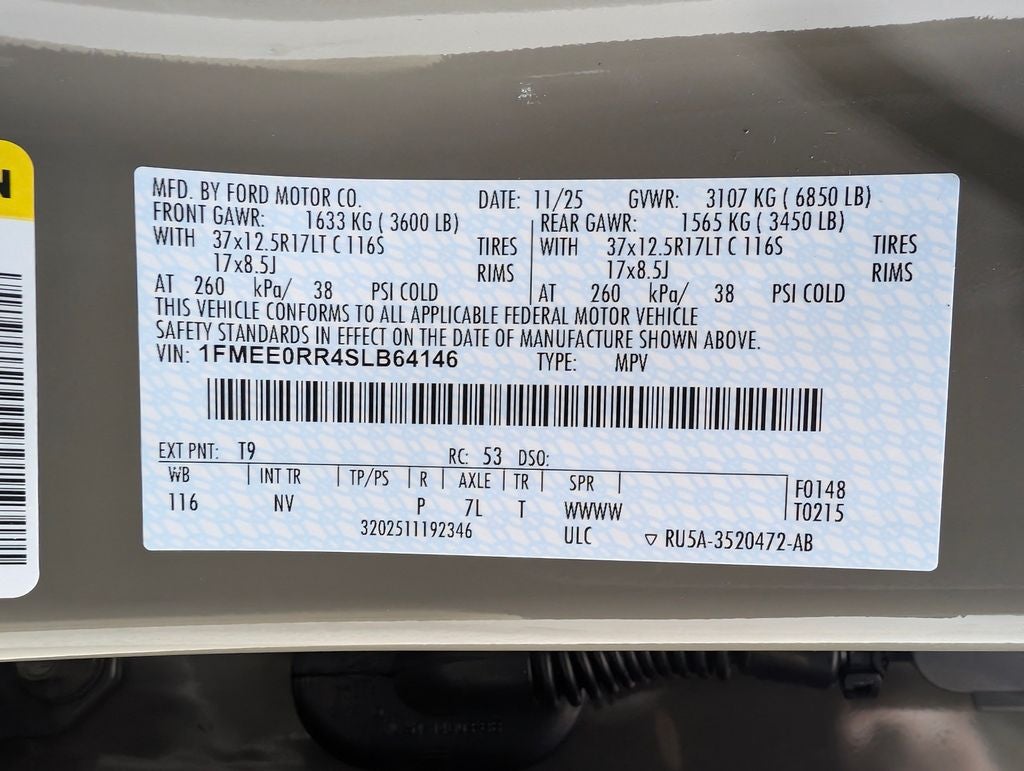 N
MFD. BY FORD MOTOR CO. DATE: 11/25 GVWR: 3107 KG ( 6850 LB)
FRONT GAWR: 1633 KG ( 3600 LB) REAR GAWR: 1565 KG ( 3450 LB)
WITH 37x12.5R17LT C 116S TIRES WITH 37x12.5R17LT C 116S TIRES
17x8.5J RIMS 17x8.5J RIMS
AT 260 kPa/ 38 PSI COLD AT 260 kPa/ 38 PSI COLD
THIS VEHICLE CONFORMS TO ALL APPLICABLE FEDERAL MOTOR VEHICLE
SAFETY STANDARDS IN EFFECT ON THE DATE OF MANUFACTURE SHOWN ABOVE.
VIN: 1FMEE0RR4SLB64146 TYPE: MPV
EXT PNT: T9 RC: 53 DSO:
WB INT TR TP/PS R AXLE TR SPR F0148
116 NV P 7L T WWWW T0215
3202511192346 ULC ▽ RU5A-3520472-AB